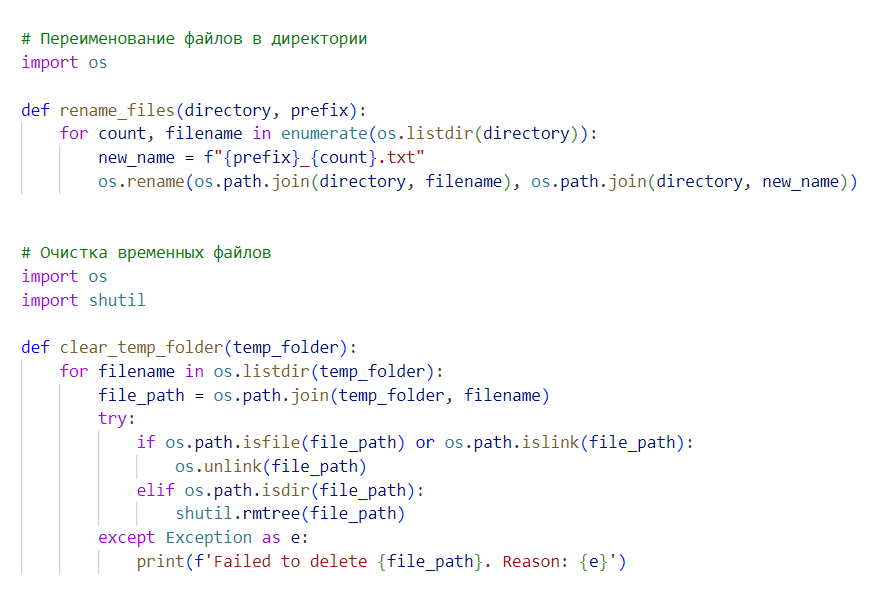 # Переименование файлов в директории
import os

def rename_files(directory, prefix):
    for count, filename in enumerate(os.listdir(directory)):
        new_name = f"{prefix}_{count}.txt"
        os.rename(os.path.join(directory, filename), os.path.join(directory, new_name))


# Очистка временных файлов
import os
import shutil

def clear_temp_folder(temp_folder):
    for filename in os.listdir(temp_folder):
        file_path = os.path.join(temp_folder, filename)
        try:
            if os.path.isfile(file_path) or os.path.islink(file_path):
                os.unlink(file_path)
            elif os.path.isdir(file_path):
                shutil.rmtree(file_path)
        except Exception as e:
            print(f'Failed to delete {file_path}. Reason: {e}')